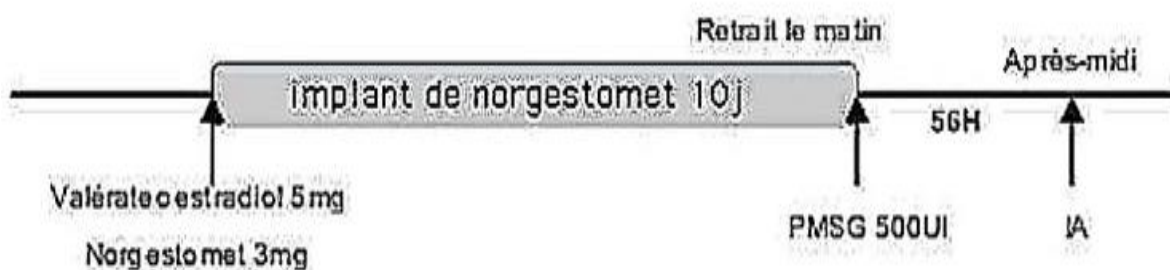 Retrait le matin
Après-midi
implant de norgestomet 10j
56H
Valérate oestradiol 5mg
PMSG 500UI
IA
Norgestomet 3mg